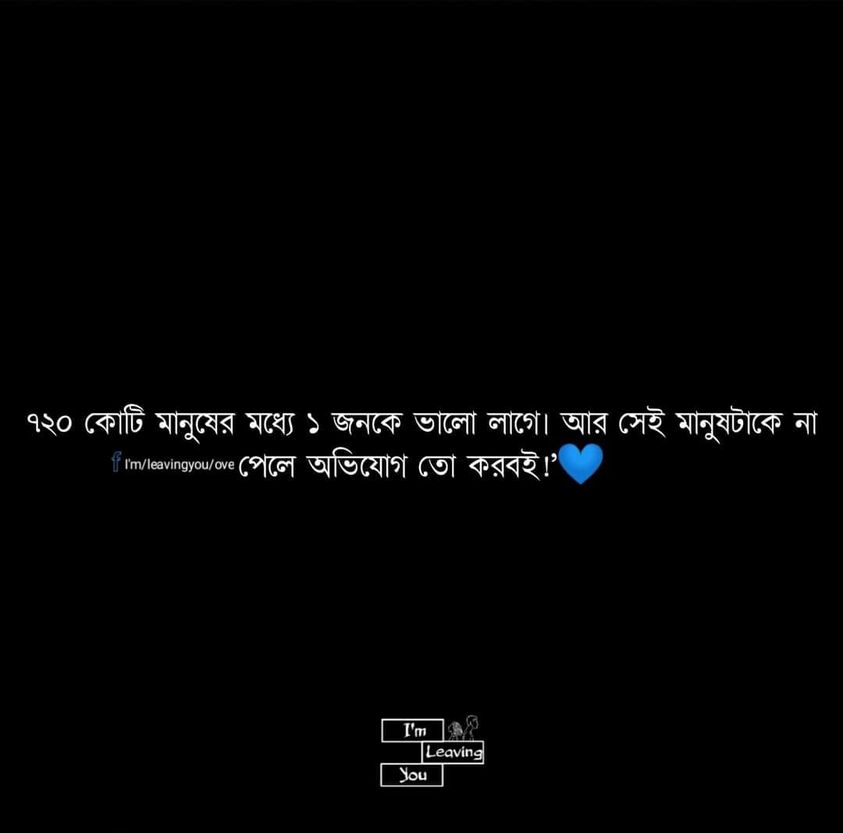 ৭২০ কোটি মানুষের মধ্যে ১ জনকে ভালো লাগে। আর সেই মানুষটাকে না
f I'm/leavingyou/ove পেলে অভিযোগ তো করবই!’💙
I'm
Leaving
You